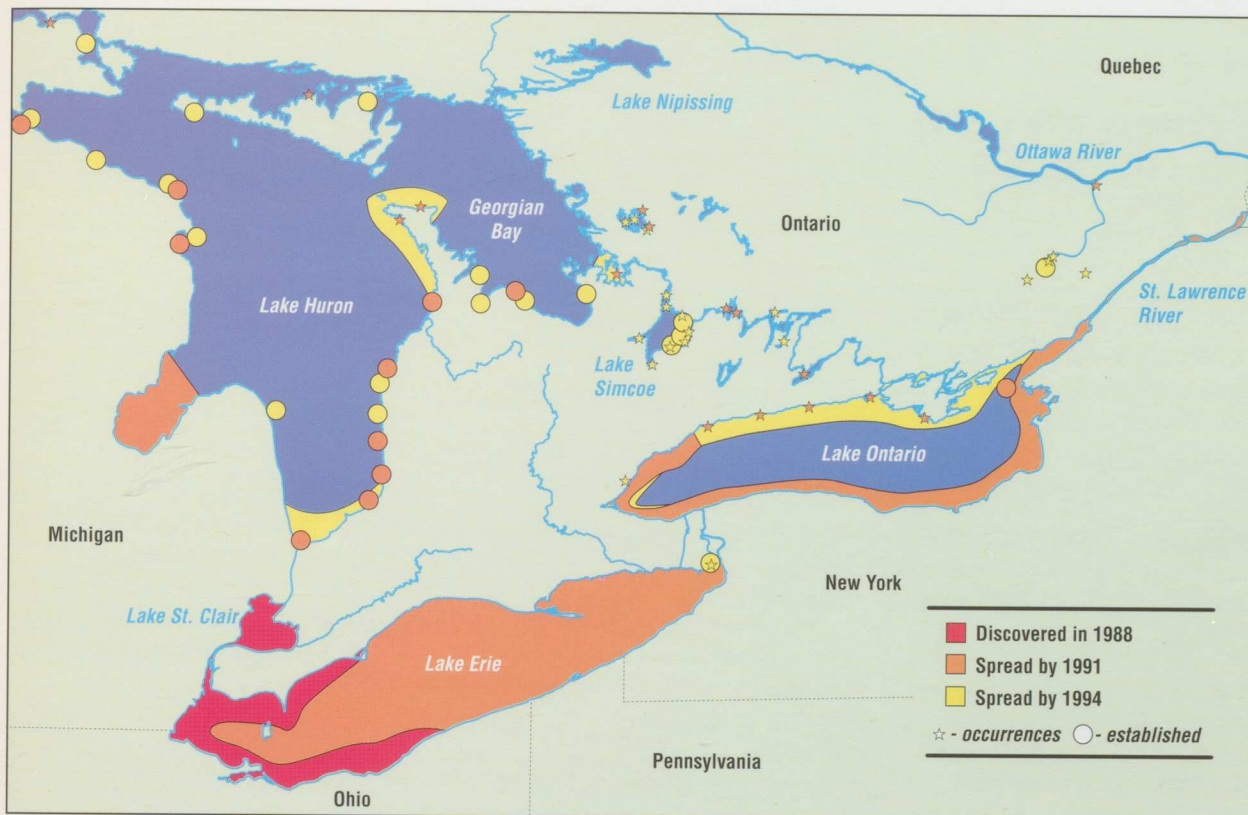 Quebec
Lake Nipissing
Ottawa River
Georgian
Bay
Ontario
Lake Huron
St. Lawrence
River
Lake
Simcoe
Lake Ontario
Michigan
New York
Lake St. Clair
Lake Erie
Discovered in 1988
Spread by 1991
Spread by 1994
- occurrences
- established
Pennsylvania
Ohio